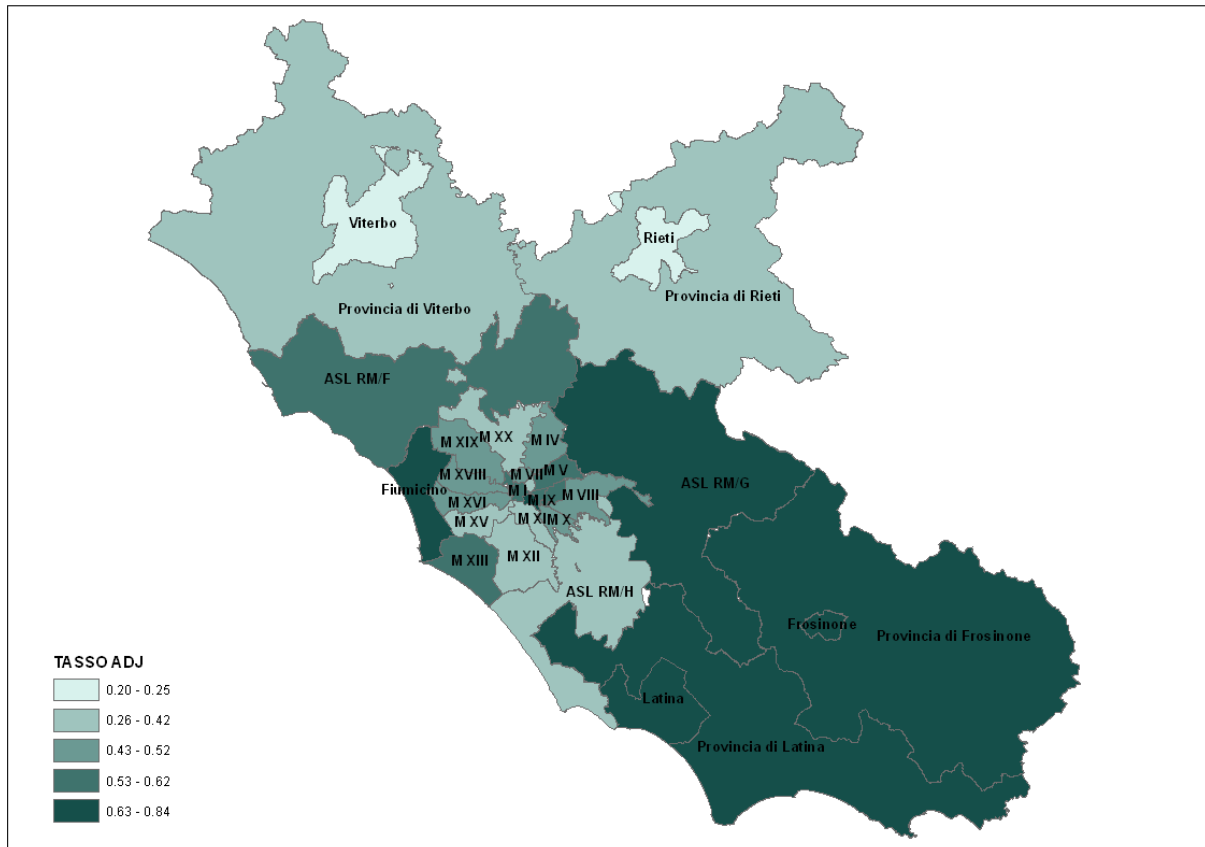 Viterbo
Rieti
Provincia di Rieti
Provincia di Viterbo
ASL RM/F
M XX
M XIX
M IV
M XVIII
M VII
M V
ASL RM/G
Fiumicino
M I
M IX
M VIII
M XVI
M XV
M XI
M X
M XIII
M XII
ASL RM/H
Frosinone
Provincia di Frosinone
Latina
Provincia di Latina
TASSO ADJ
0.20 - 0.25
0.26 - 0.42
0.43 - 0.52
0.53 - 0.62
0.63 - 0.84